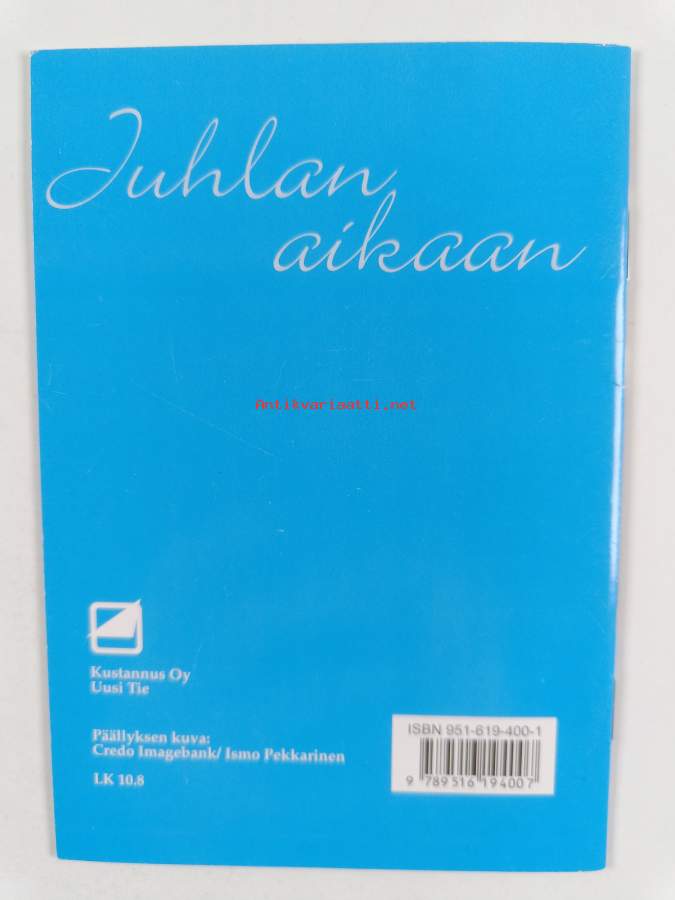 Juhlan
aikaan
Antikvariaatti.net
Kustannus Oy
Uusi Tie
Päällyksen kuva:
Credo Imagebank/ Ismo Pekkarinen
LK 10.8
ISBN 951-619-400-1
9 789516 194007